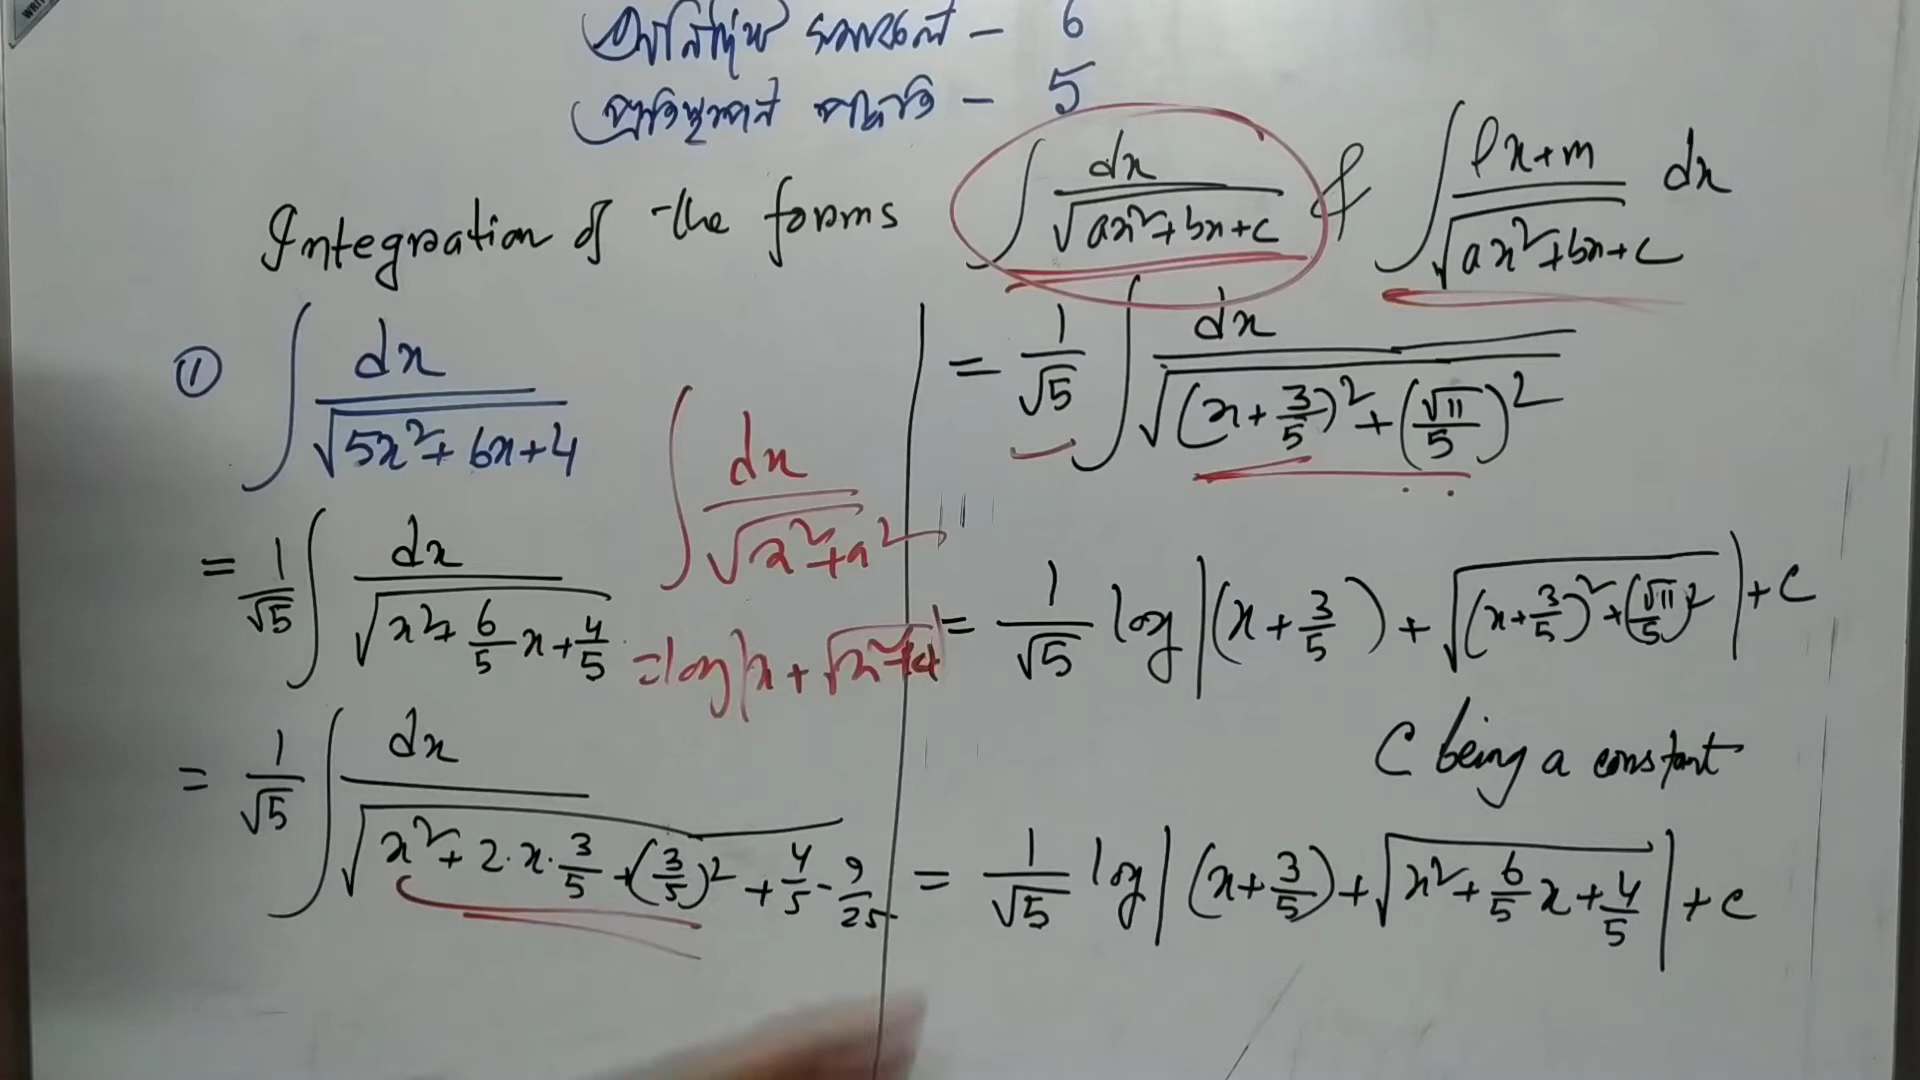 অনির্দিষ্ট সমাকলন - 6
প্রতিস্থাপন পদ্ধতি - 5
Integration of the forms ∫ dx/√(ax²+bx+c) & ∫ (lx+m)/√(ax²+bx+c) dx
① ∫ dx/√(5x²+6x+4)
= 1/√5 ∫ dx/√(x²+6/5 x+4/5)
= 1/√5 ∫ dx/√(x²+2·x·3/5+(3/5)²+4/5-9/25
∫ dx/√(x²+a²
=log|x+√(x²+a
= 1/√5 ∫ dx/√((x+3/5)²+(√11/5)²)
= 1/√5 log|(x+3/5)+√((x+3/5)²+(√11/5)²)|+c
C being a constant
= 1/√5 log|(x+3/5)+√(x²+6/5 x+4/5)|+c